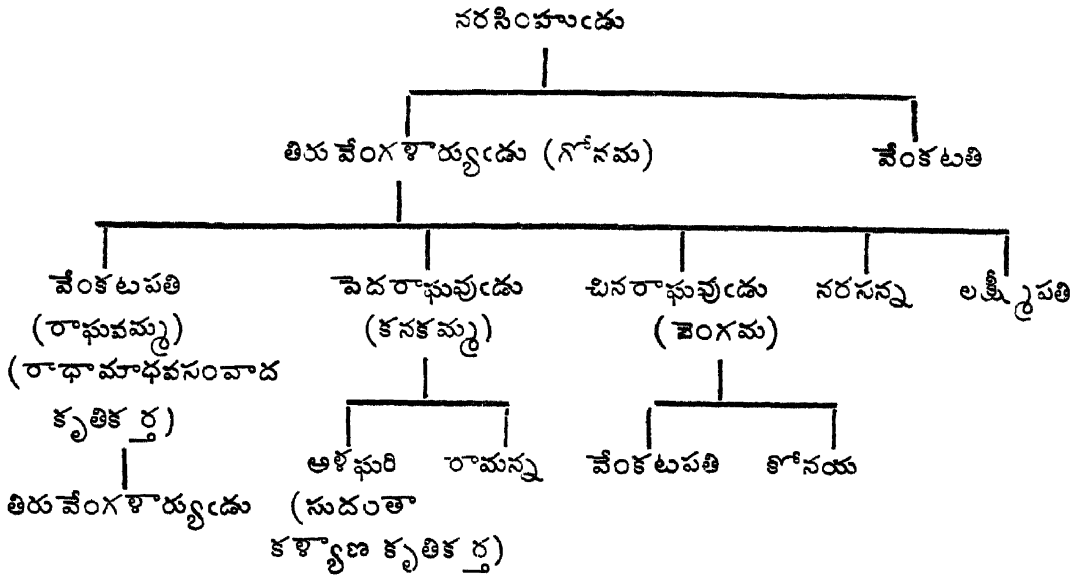 నరసింహుఁడు
తిరువేంగళార్యుఁడు (గోనమ) వేంకటతి
వేంకటపతి పెదరాఘవుఁడు చినరాఘవుఁడు నరసన్న లక్ష్మీపతి
(రాఘవమ్మ) (కనకమ్మ) (జెంగమ)
(రాధామాధవసంవాద
కృతికర్త)
అళఘరి రామన్న వేంకటపతి కోనయ
తిరువేంగళార్యుఁడు (సుదంతా
కళ్యాణ కృతికర్త)